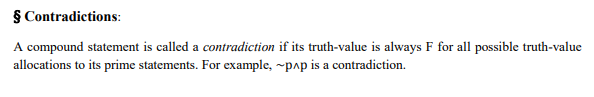 § Contradictions:
A compound statement is called a contradiction if its truth-value is always F for all possible truth-value
allocations to its prime statements. For example, ~p∧p is a contradiction.